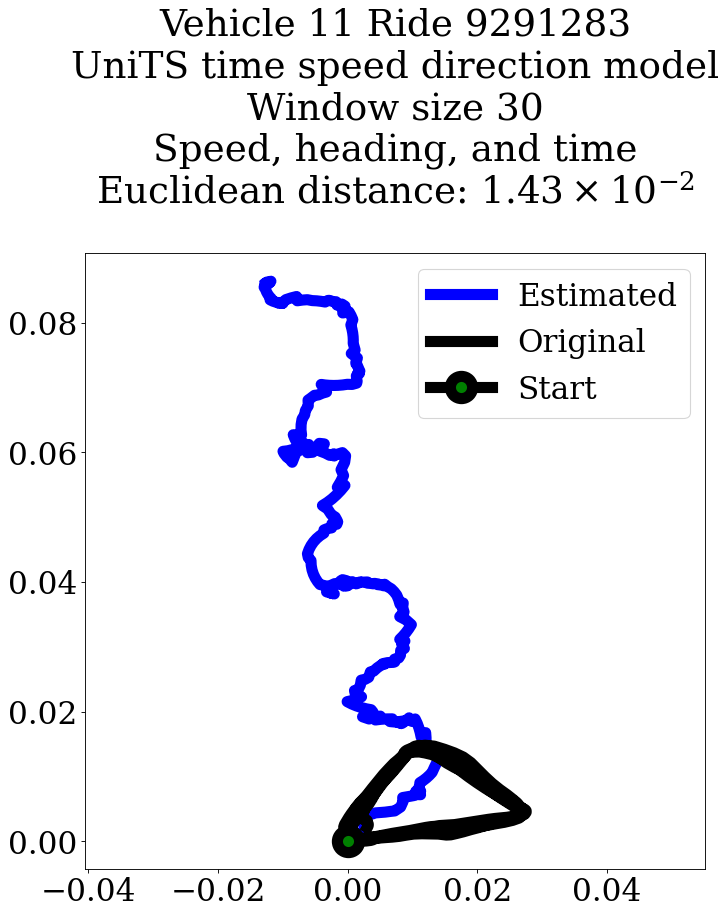 Vehicle 11 Ride 9291283
UniTS time speed direction model
Window size 30
Speed, heading, and time
Euclidean distance: 1.43 × 10⁻²
Estimated
Original
Start
0.08
0.06
0.04
0.02
0.00
−0.04 −0.02 0.00 0.02 0.04